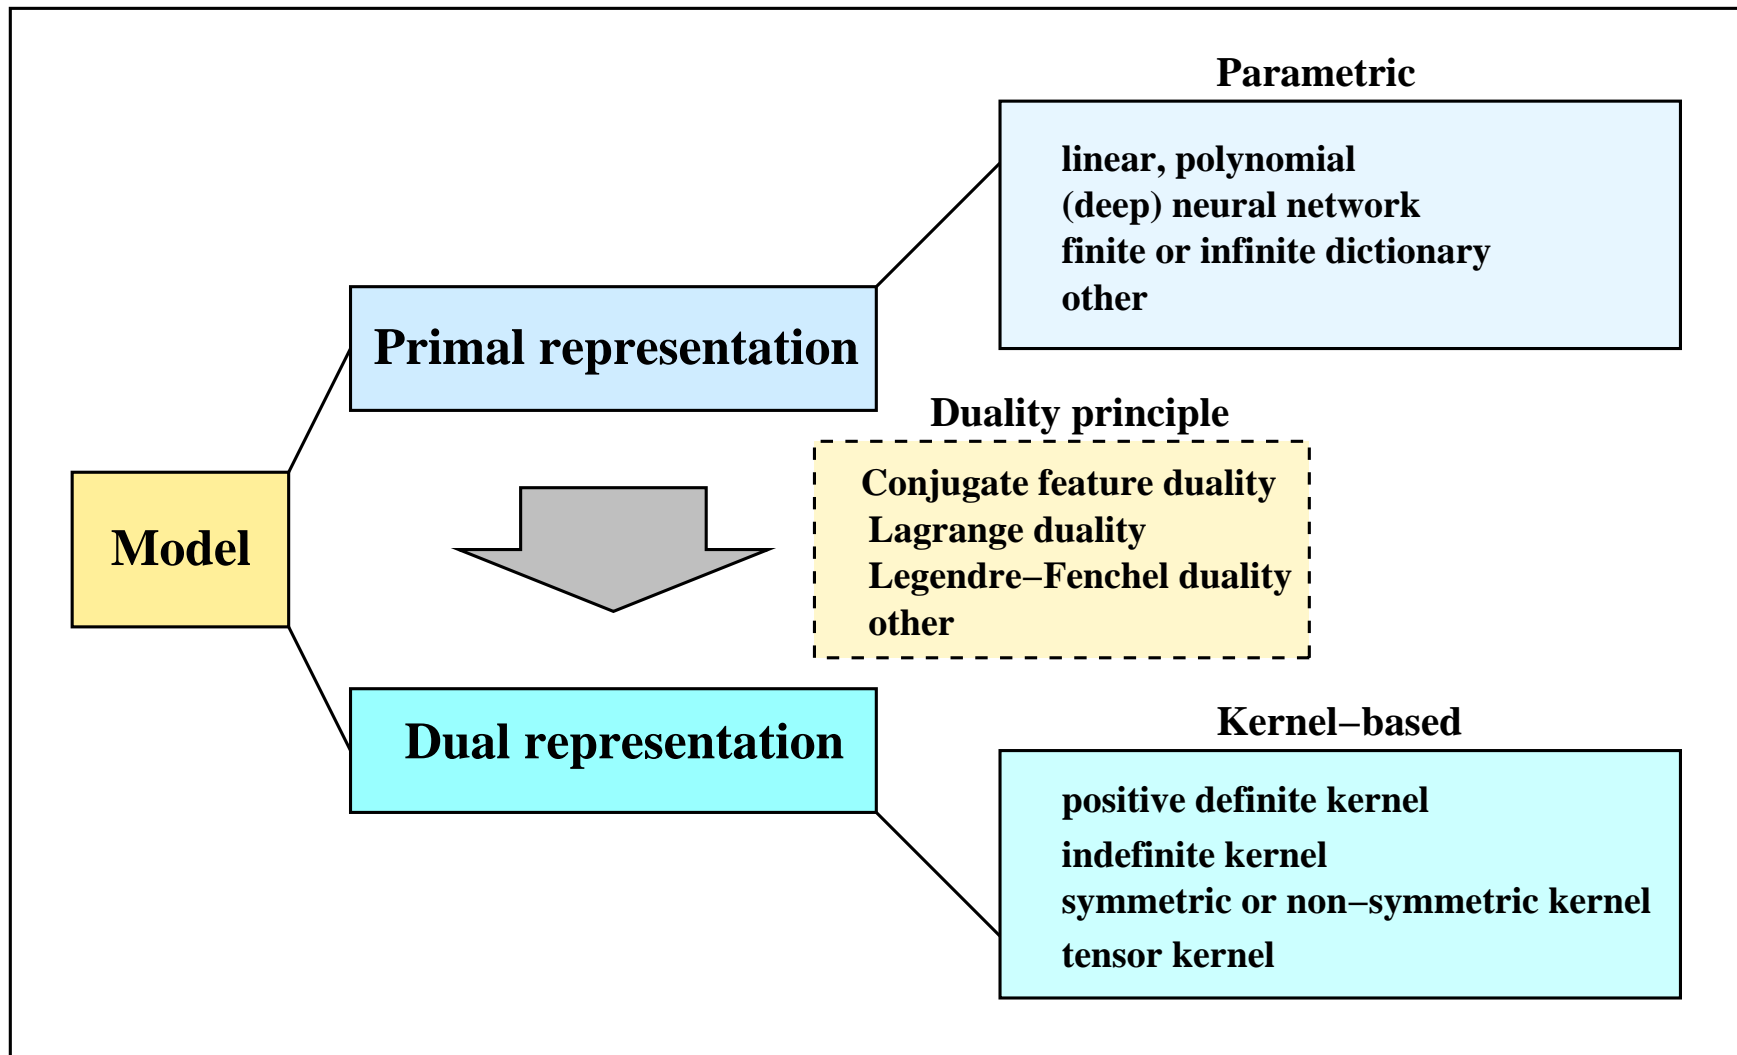 Parametric
linear, polynomial
(deep) neural network
finite or infinite dictionary
other
Primal representation
Duality principle
Conjugate feature duality
Lagrange duality
Legendre−Fenchel duality
other
Model
Dual representation
Kernel−based
positive definite kernel
indefinite kernel
symmetric or non−symmetric kernel
tensor kernel